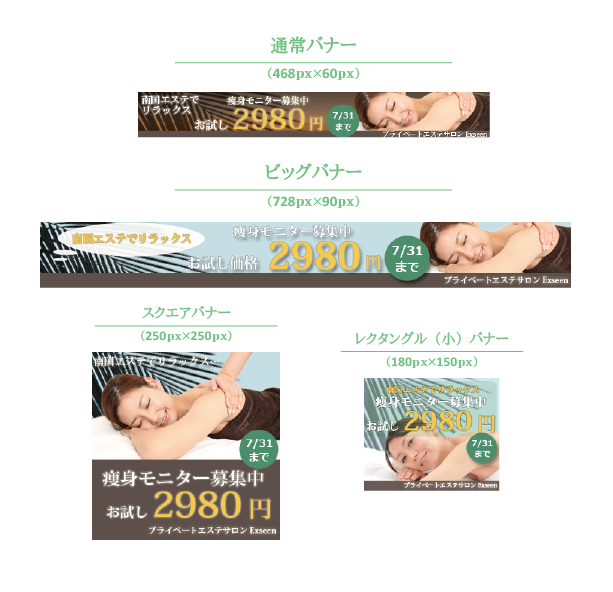 通常バナー
（468px×60px）
南国エステで
リラックス
痩身モニター募集中
お試し 2980 円
7/31
まで
プライベートエステサロン Exseen
ビッグバナー
（728px×90px）
南国エステでリラックス
痩身モニター募集中
お試し価格 2980 円
7/31
まで
プライベートエステサロン Exseen
スクエアバナー
（250px×250px）
南国エステでリラックス
7/31
まで
痩身モニター募集中
お試し 2980 円
プライベートエステサロン Exseen
レクタングル（小）バナー
（180px×150px）
南国エステでリラックス
痩身モニター募集中
お試し 2980 円
7/31
まで
プライベートエステサロン Exseen